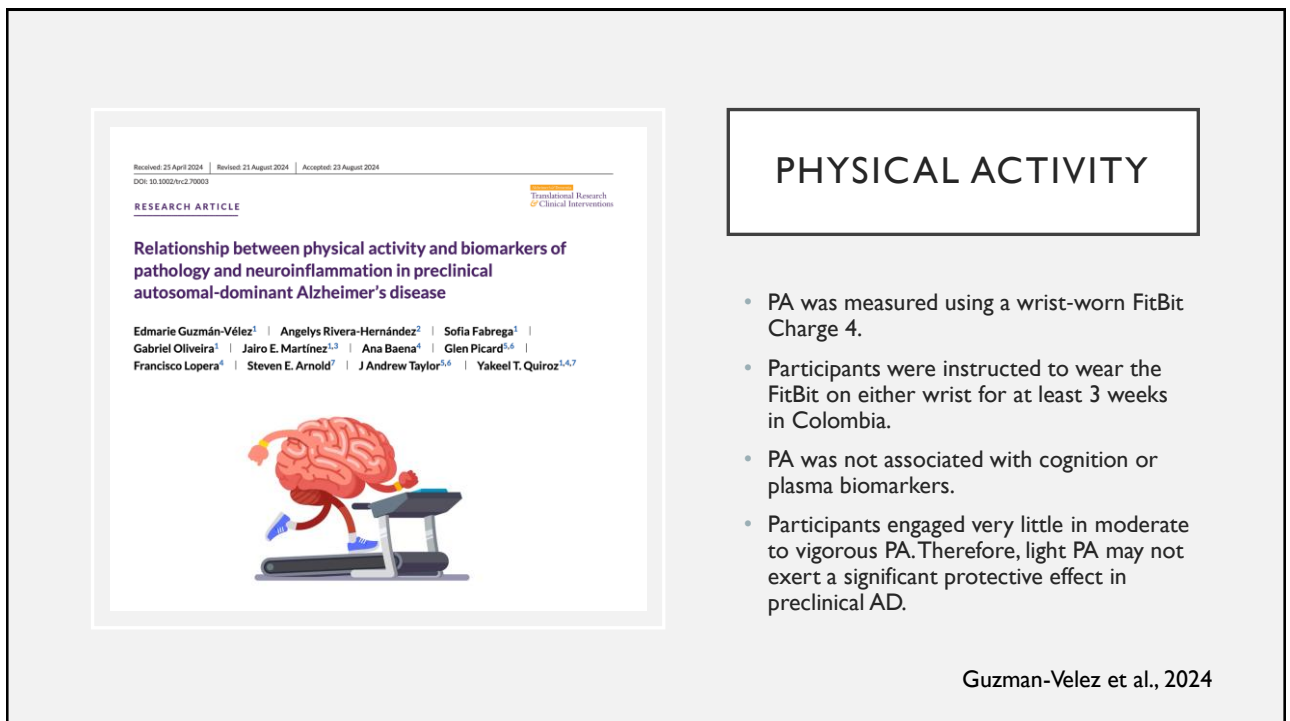 Received: 25 April 2024 | Revised: 21 August 2024 | Accepted: 23 August 2024
DOI: 10.1002/trc2.70003
Translational Research
& Clinical Interventions
RESEARCH ARTICLE
Relationship between physical activity and biomarkers of
pathology and neuroinflammation in preclinical
autosomal-dominant Alzheimer's disease
Edmarie Guzmán-Vélez1 | Angelys Rivera-Hernández2 | Sofia Fabrega1 |
Gabriel Oliveira1 | Jairo E. Martínez1,3 | Ana Baena4 | Glen Picard5,6 |
Francisco Lopera4 | Steven E. Arnold7 | J Andrew Taylor5,6 | Yakeel T. Quiroz1,4,7
PHYSICAL ACTIVITY
• PA was measured using a wrist-worn FitBit
Charge 4.
• Participants were instructed to wear the
FitBit on either wrist for at least 3 weeks
in Colombia.
• PA was not associated with cognition or
plasma biomarkers.
• Participants engaged very little in moderate
to vigorous PA. Therefore, light PA may not
exert a significant protective effect in
preclinical AD.
Guzman-Velez et al., 2024